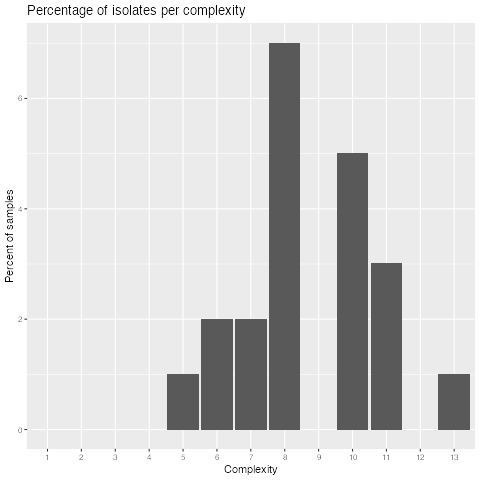 Percentage of isolates per complexity
Percent of samples
6
4
2
0
1 2 3 4 5 6 7 8 9 10 11 12 13
Complexity